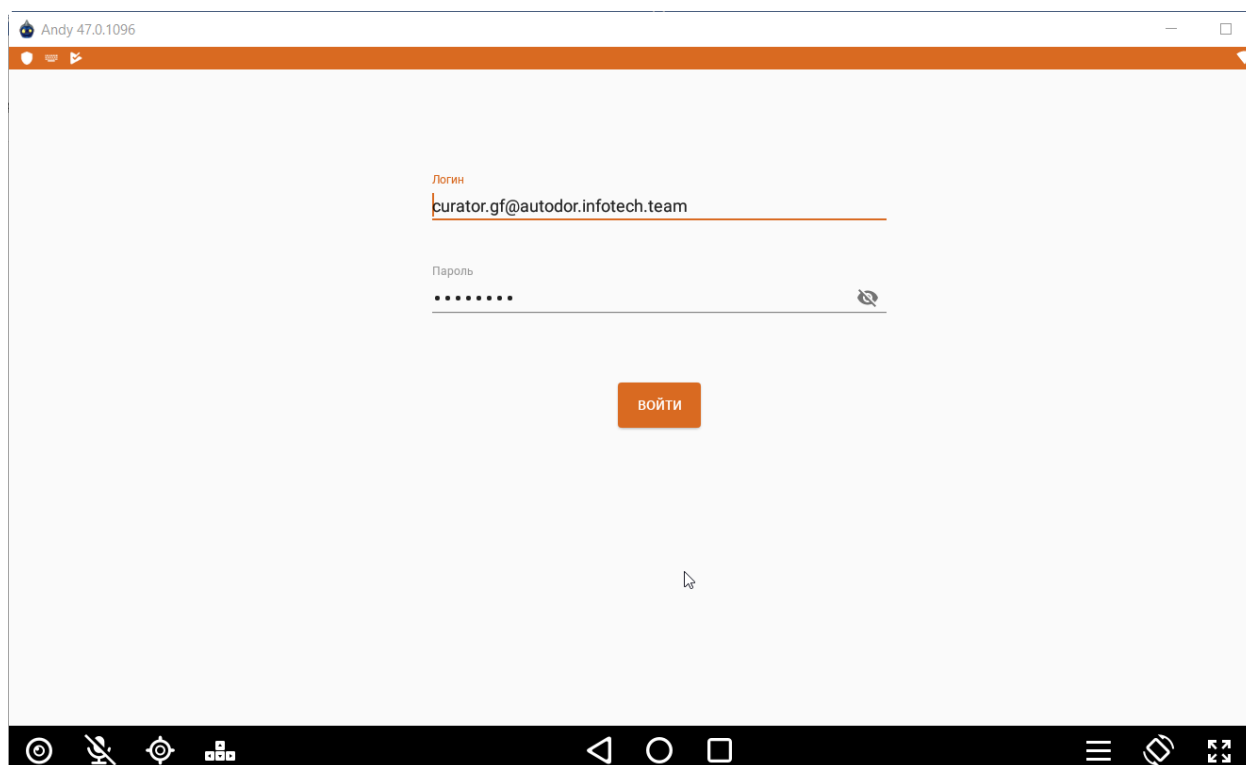 Andy 47.0.1096
Логин
curator.gf@autodor.infotech.team
Пароль
••••••••
ВОЙТИ